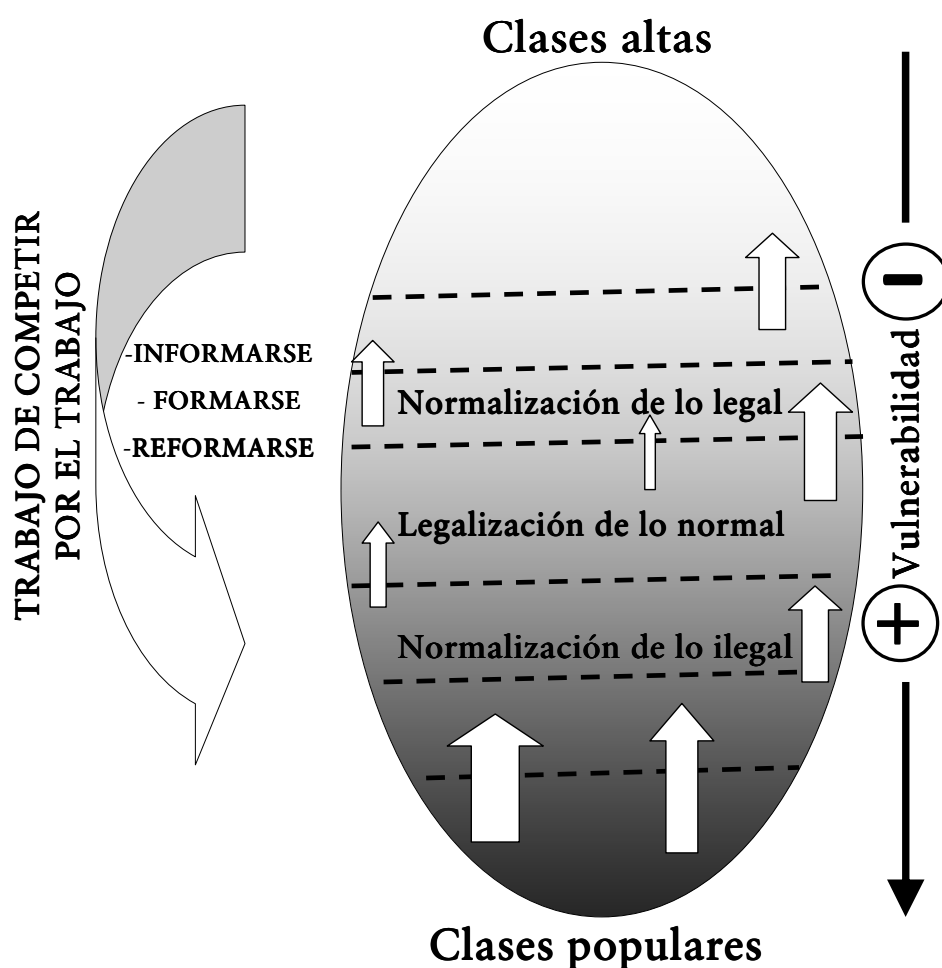 Clases altas
TRABAJO DE COMPETIR
POR EL TRABAJO
-INFORMARSE
- FORMARSE
-REFORMARSE
Normalización de lo legal
Legalización de lo normal
Normalización de lo ilegal
-
Vulnerabilidad
+
Clases populares